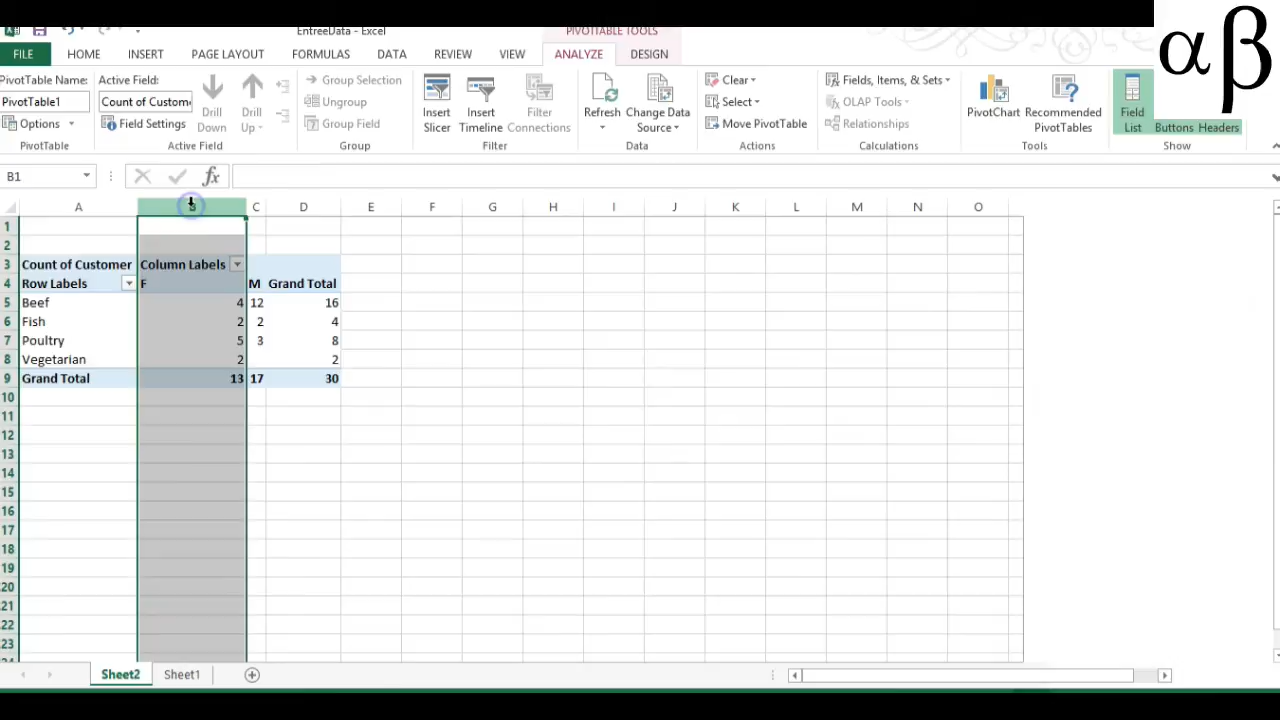 αβ
EntreeData - Excel
PIVOTTABLE TOOLS
FILE HOME INSERT PAGE LAYOUT FORMULAS DATA REVIEW VIEW ANALYZE DESIGN
PivotTable Name:
PivotTable1
Options
PivotTable
Active Field:
Count of Custom
Field Settings
Drill Down
Drill Up
Active Field
Group Selection
Ungroup
Group Field
Group
Insert Slicer
Insert Timeline
Filter Connections
Filter
Refresh
Change Data Source
Data
Clear
Select
Move PivotTable
Actions
Fields, Items, & Sets
OLAP Tools
Relationships
Calculations
PivotChart
Recommended PivotTables
Tools
Field List
Buttons
Headers
Show
B1
fx
A B C D E F G H I J K L M N O
1
2
3 Count of Customer Column Labels
4 Row Labels F M Grand Total
5 Beef 4 12 16
6 Fish 2 2 4
7 Poultry 5 3 8
8 Vegetarian 2 2
9 Grand Total 13 17 30
10
11
12
13
14
15
16
17
18
19
20
21
22
23
Sheet2 Sheet1